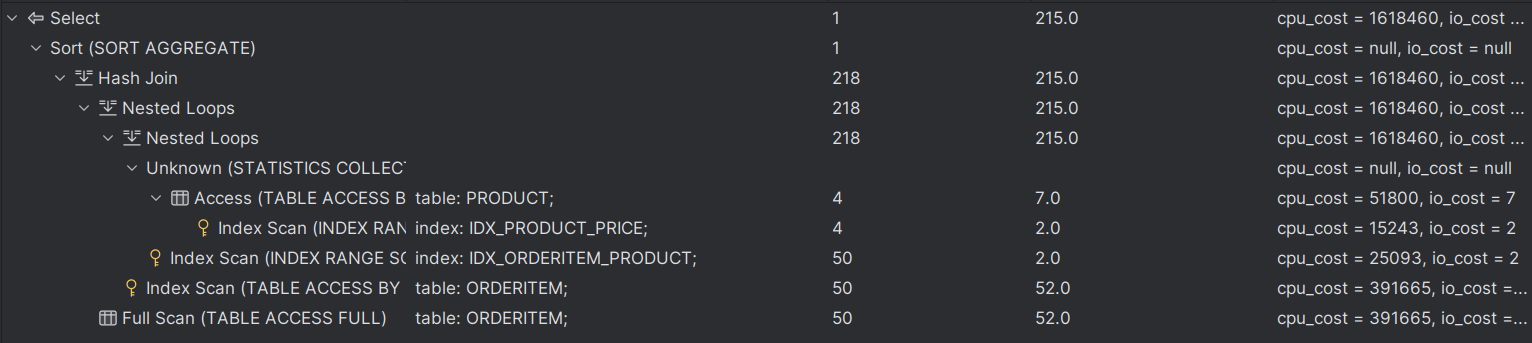 Select 1 215.0 cpu_cost = 1618460, io_cost ...
Sort (SORT AGGREGATE) 1 cpu_cost = null, io_cost = null
Hash Join 218 215.0 cpu_cost = 1618460, io_cost ...
Nested Loops 218 215.0 cpu_cost = 1618460, io_cost ...
Nested Loops 218 215.0 cpu_cost = 1618460, io_cost ...
Unknown (STATISTICS COLLECT cpu_cost = null, io_cost = null
Access (TABLE ACCESS B table: PRODUCT; 4 7.0 cpu_cost = 51800, io_cost = 7
Index Scan (INDEX RAN index: IDX_PRODUCT_PRICE; 4 2.0 cpu_cost = 15243, io_cost = 2
Index Scan (INDEX RANGE SC index: IDX_ORDERITEM_PRODUCT; 50 2.0 cpu_cost = 25093, io_cost = 2
Index Scan (TABLE ACCESS BY table: ORDERITEM; 50 52.0 cpu_cost = 391665, io_cost =...
Full Scan (TABLE ACCESS FULL) table: ORDERITEM; 50 52.0 cpu_cost = 391665, io_cost =...